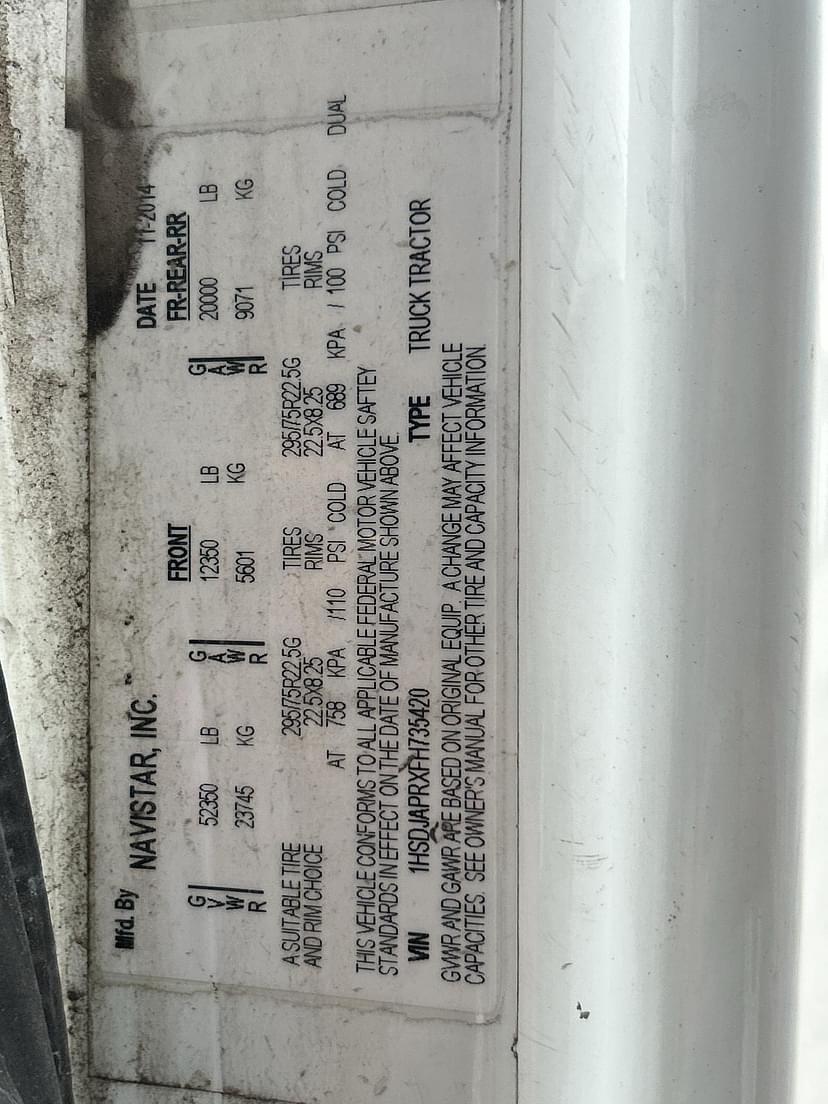 Mfd. By NAVISTAR, INC. DATE 11-2014
FRONT FR-REAR-RR
GVWR 52350 LB GAWR 12350 LB GAWR 20000 LB
23745 KG 5601 KG 9071 KG
A SUITABLE TIRE 295/75R22.5G TIRES 295/75R22.5G TIRES
AND RIM CHOICE 22.5X8.25 RIMS 22.5X8.25 RIMS
AT 758 KPA /110 PSI COLD AT 689 KPA / 100 PSI COLD DUAL
THIS VEHICLE CONFORMS TO ALL APPLICABLE FEDERAL MOTOR VEHICLE SAFTEY
STANDARDS IN EFFECT ON THE DATE OF MANUFACTURE SHOWN ABOVE.
VIN 1HSDJAPRXFH735420 TYPE TRUCK TRACTOR
GVWR AND GAWR ARE BASED ON ORIGINAL EQUIP. A CHANGE MAY AFFECT VEHICLE
CAPACITIES. SEE OWNER'S MANUAL FOR OTHER TIRE AND CAPACITY INFORMATION.